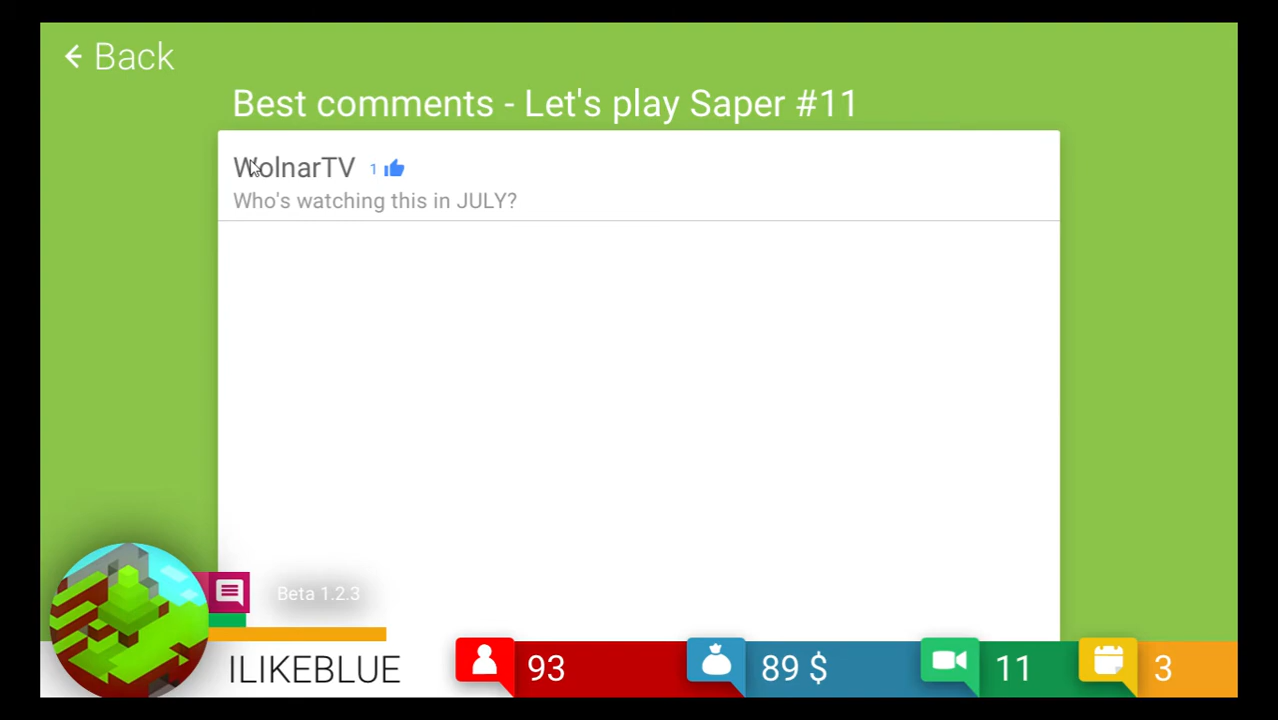 Back
Best comments - Let's play Saper #11
WolnarTV 1
Who's watching this in JULY?
Beta 1.2.3
ILIKEBLUE 93 89 $ 11 3